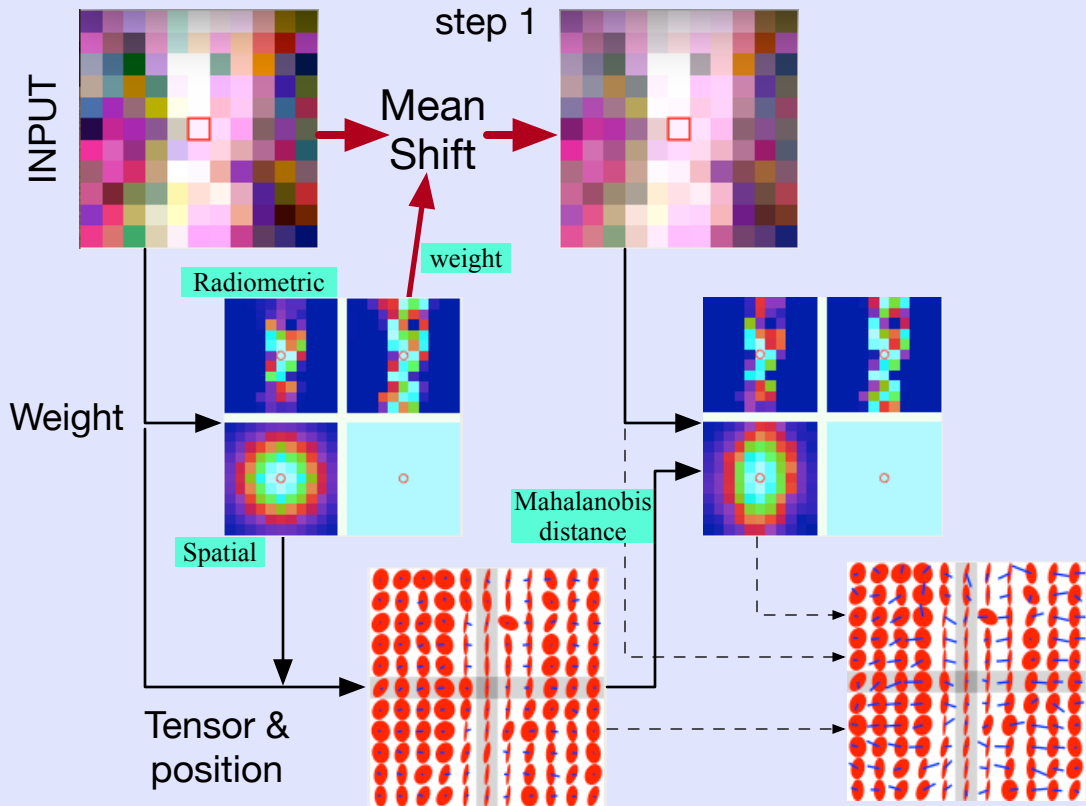 step 1
INPUT
Mean
Shift
weight
Radiometric
Weight
Mahalanobis
distance
Spatial
Tensor &
position